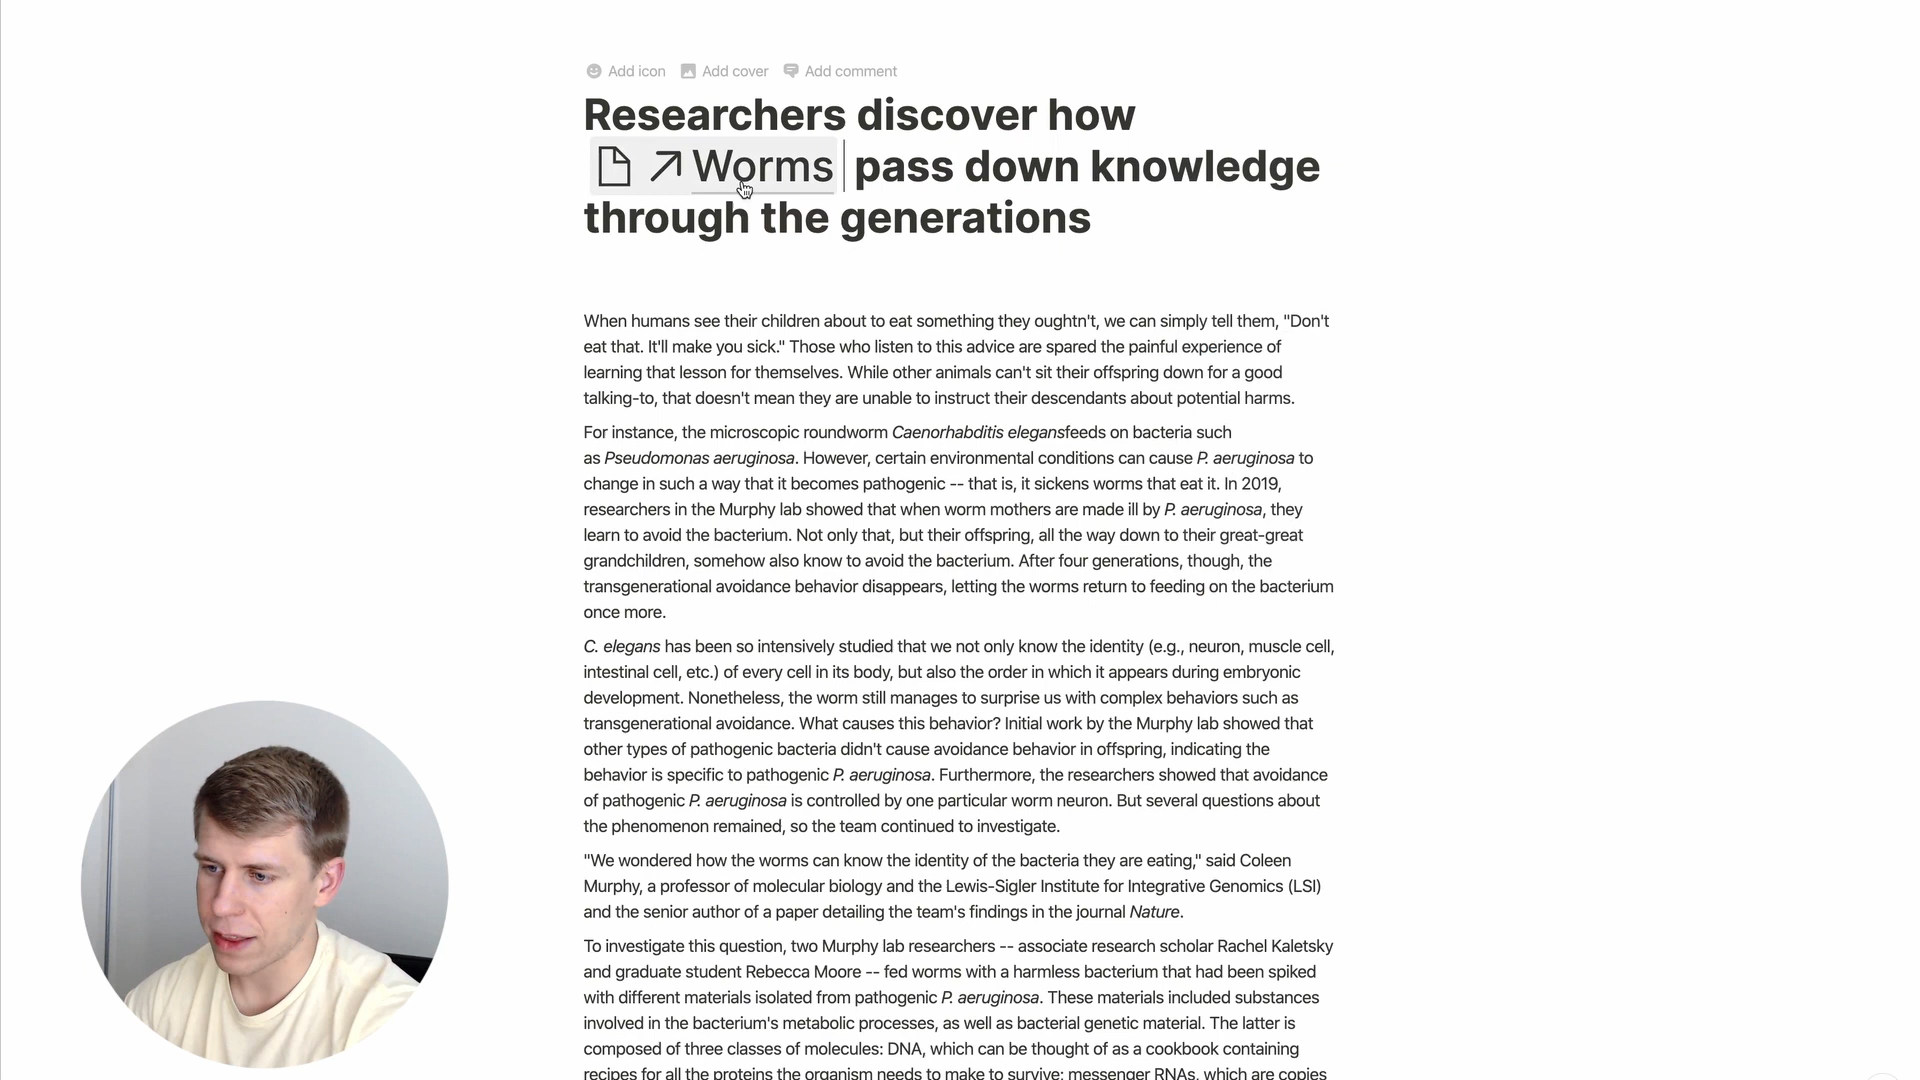 Add icon Add cover Add comment
Researchers discover how
Worms pass down knowledge
through the generations
When humans see their children about to eat something they oughtn't, we can simply tell them, "Don't
eat that. It'll make you sick." Those who listen to this advice are spared the painful experience of
learning that lesson for themselves. While other animals can't sit their offspring down for a good
talking-to, that doesn't mean they are unable to instruct their descendants about potential harms.
For instance, the microscopic roundworm Caenorhabditis elegansfeeds on bacteria such
as Pseudomonas aeruginosa. However, certain environmental conditions can cause P. aeruginosa to
change in such a way that it becomes pathogenic -- that is, it sickens worms that eat it. In 2019,
researchers in the Murphy lab showed that when worm mothers are made ill by P. aeruginosa, they
learn to avoid the bacterium. Not only that, but their offspring, all the way down to their great-great
grandchildren, somehow also know to avoid the bacterium. After four generations, though, the
transgenerational avoidance behavior disappears, letting the worms return to feeding on the bacterium
once more.
C. elegans has been so intensively studied that we not only know the identity (e.g., neuron, muscle cell,
intestinal cell, etc.) of every cell in its body, but also the order in which it appears during embryonic
development. Nonetheless, the worm still manages to surprise us with complex behaviors such as
transgenerational avoidance. What causes this behavior? Initial work by the Murphy lab showed that
other types of pathogenic bacteria didn't cause avoidance behavior in offspring, indicating the
behavior is specific to pathogenic P. aeruginosa. Furthermore, the researchers showed that avoidance
of pathogenic P. aeruginosa is controlled by one particular worm neuron. But several questions about
the phenomenon remained, so the team continued to investigate.
"We wondered how the worms can know the identity of the bacteria they are eating," said Coleen
Murphy, a professor of molecular biology and the Lewis-Sigler Institute for Integrative Genomics (LSI)
and the senior author of a paper detailing the team's findings in the journal Nature.
To investigate this question, two Murphy lab researchers -- associate research scholar Rachel Kaletsky
and graduate student Rebecca Moore -- fed worms with a harmless bacterium that had been spiked
with different materials isolated from pathogenic P. aeruginosa. These materials included substances
involved in the bacterium's metabolic processes, as well as bacterial genetic material. The latter is
composed of three classes of molecules: DNA, which can be thought of as a cookbook containing
recipes for all the proteins the organism needs to make to survive; messenger RNAs, which are copies